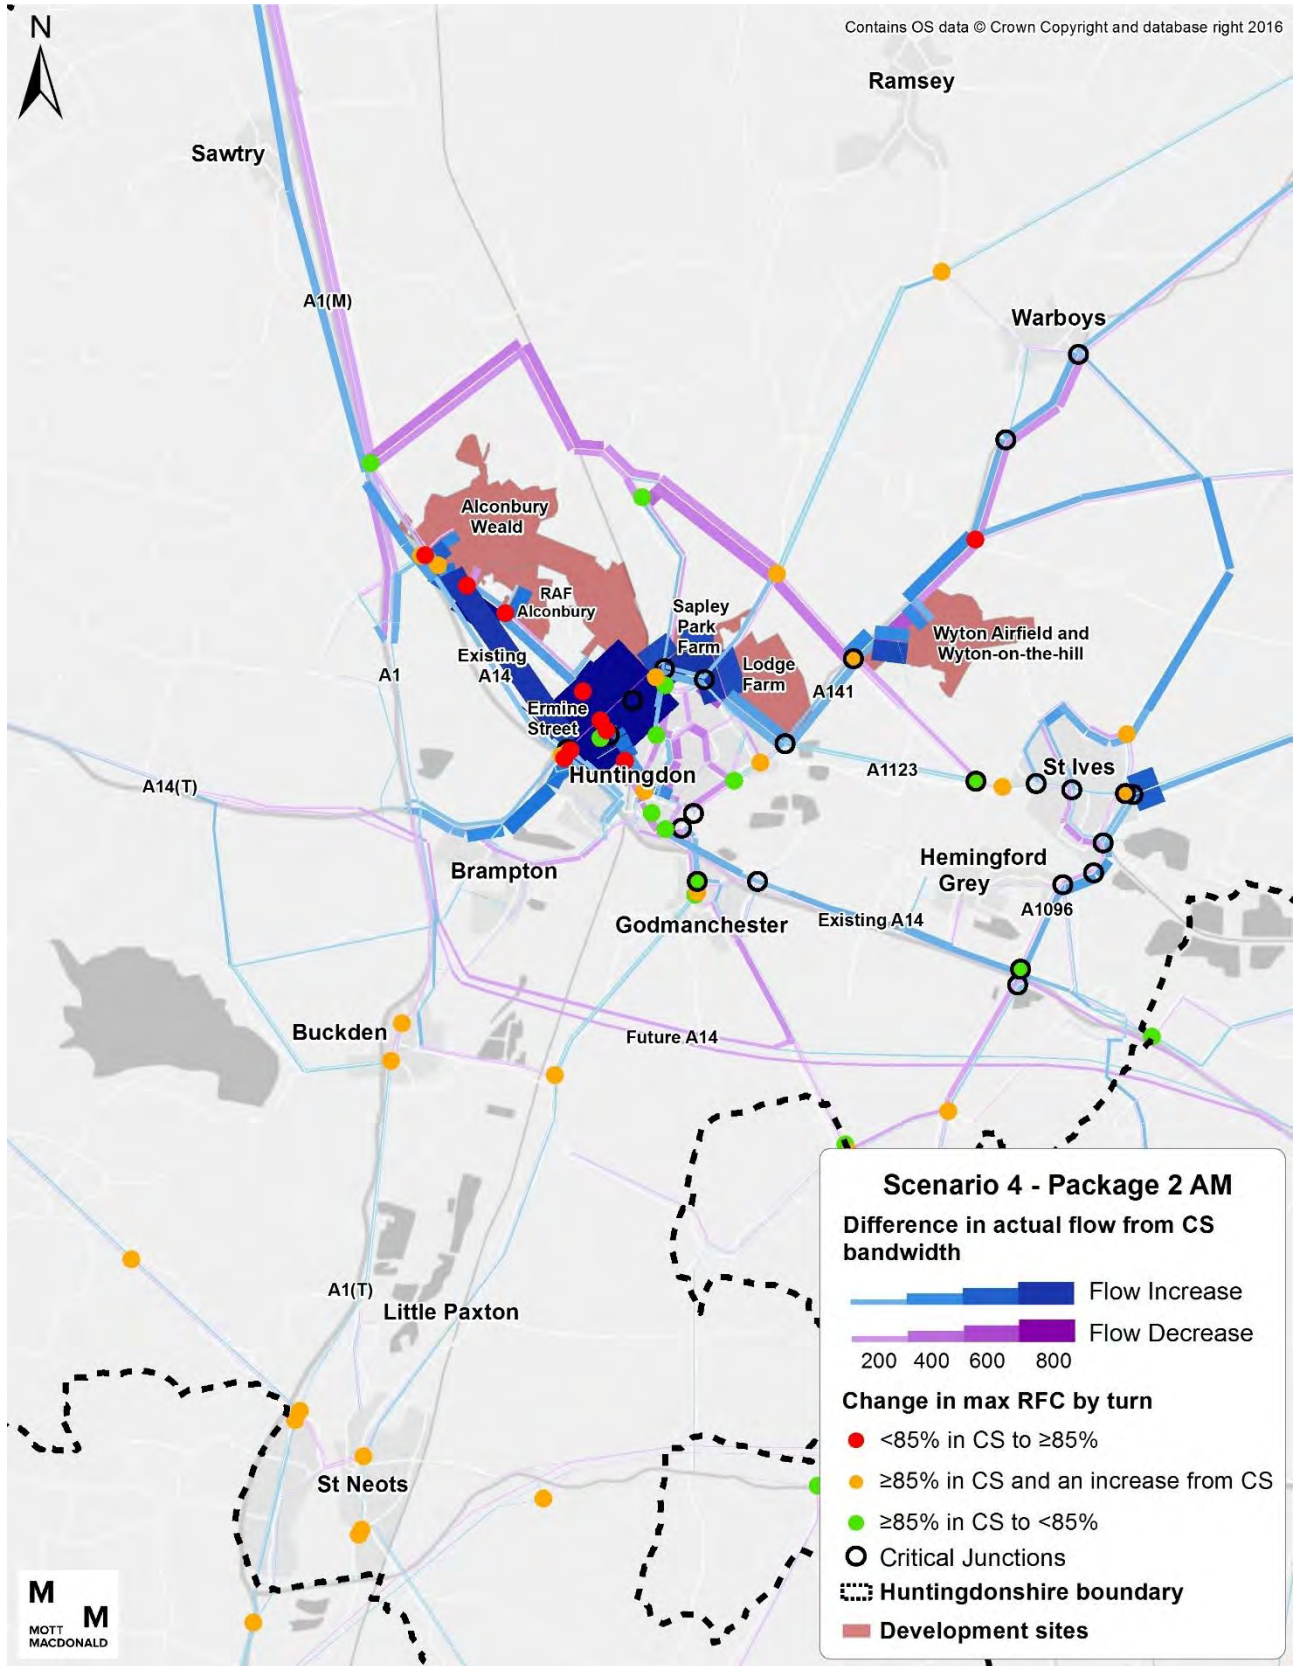 N
Contains OS data © Crown Copyright and database right 2016
Ramsey
Sawtry
A1(M)
Warboys
Alconbury
Weald
RAF
Alconbury
Sapley
Park
Farm
Wyton Airfield and
Wyton-on-the-hill
Existing
A14
Lodge
Farm
A1
A141
Ermine
Street
A14(T)
Huntingdon
A1123
St Ives
Brampton
Hemingford
Grey
A1096
Godmanchester
Existing A14
Buckden
Future A14
A1(T)
Little Paxton
St Neots
Scenario 4 - Package 2 AM
Difference in actual flow from CS
bandwidth
Flow Increase
Flow Decrease
200 400 600 800
Change in max RFC by turn
<85% in CS to ≥85%
≥85% in CS and an increase from CS
≥85% in CS to <85%
Critical Junctions
Huntingdonshire boundary
Development sites
M
M
MOTT
MACDONALD